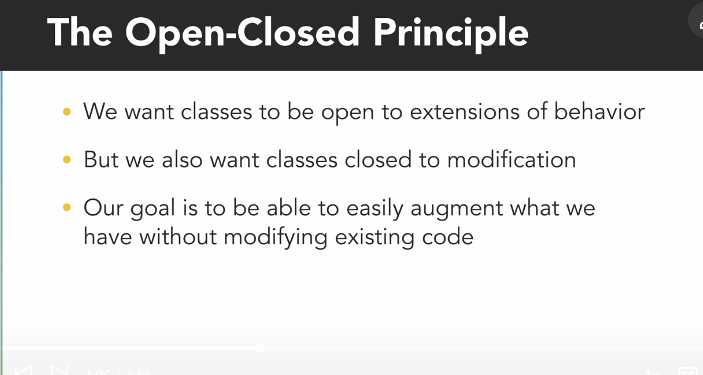 The Open-Closed Principle
• We want classes to be open to extensions of behavior
• But we also want classes closed to modification
• Our goal is to be able to easily augment what we
have without modifying existing code